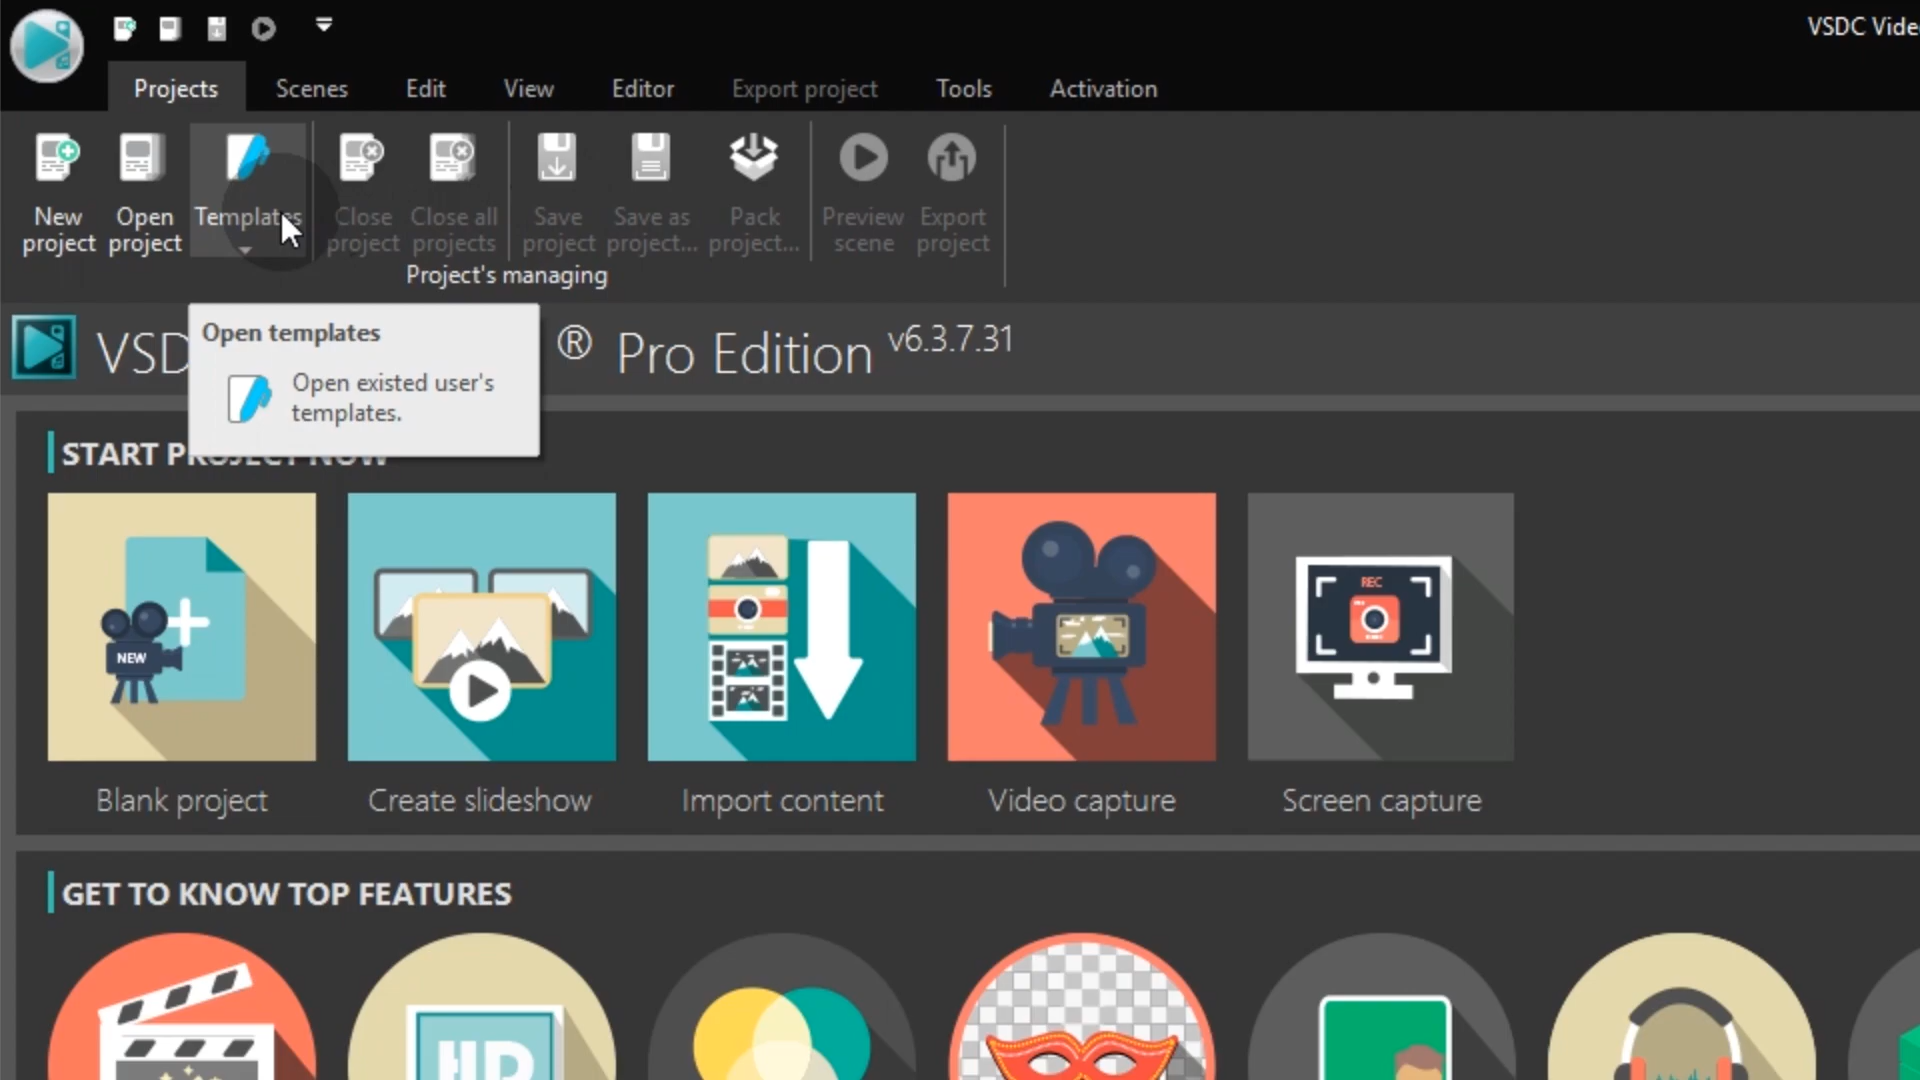 VSDC Vide
Projects Scenes Edit View Editor Export project Tools Activation
New project
Open project
Templates
Close project
Close all projects
Save project
Save as project...
Pack project...
Preview scene
Export project
Project's managing
VSD ® Pro Edition v6.3.7.31
Open templates
Open existed user's
templates.
START PROJECT NOW
NEW
REC
Blank project
Create slideshow
Import content
Video capture
Screen capture
GET TO KNOW TOP FEATURES
HD